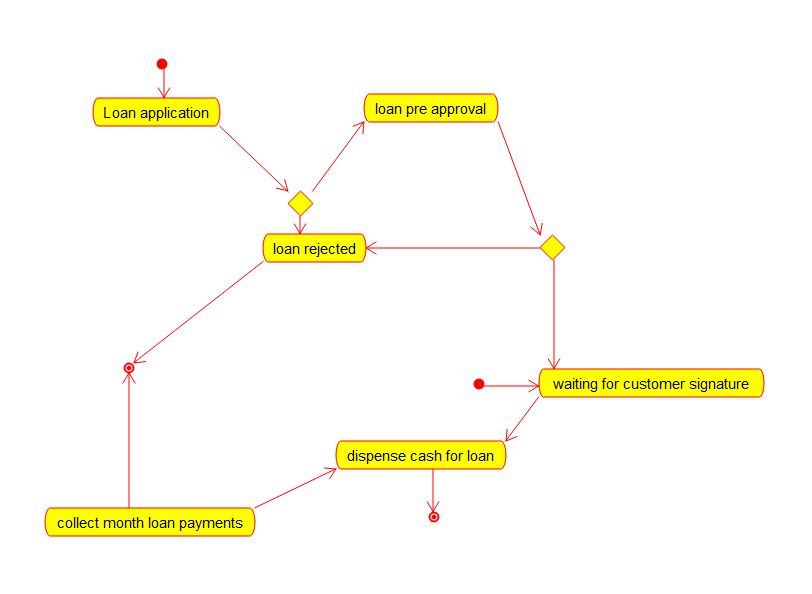 Loan application
loan pre approval
loan rejected
waiting for customer signature
dispense cash for loan
collect month loan payments